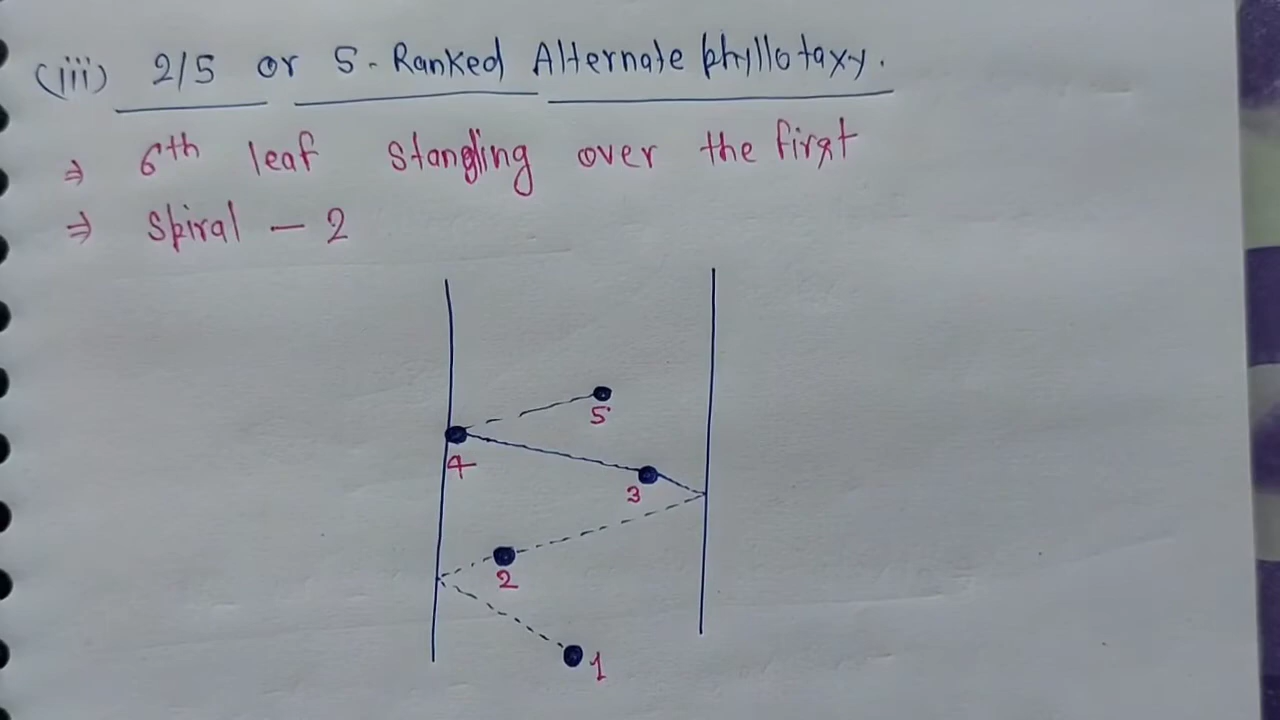 (iii) 2/5 or 5-Ranked Alternate phyllotaxy.
⇒ 6th leaf standing over the first
⇒ spiral - 2
5
4
3
2
1